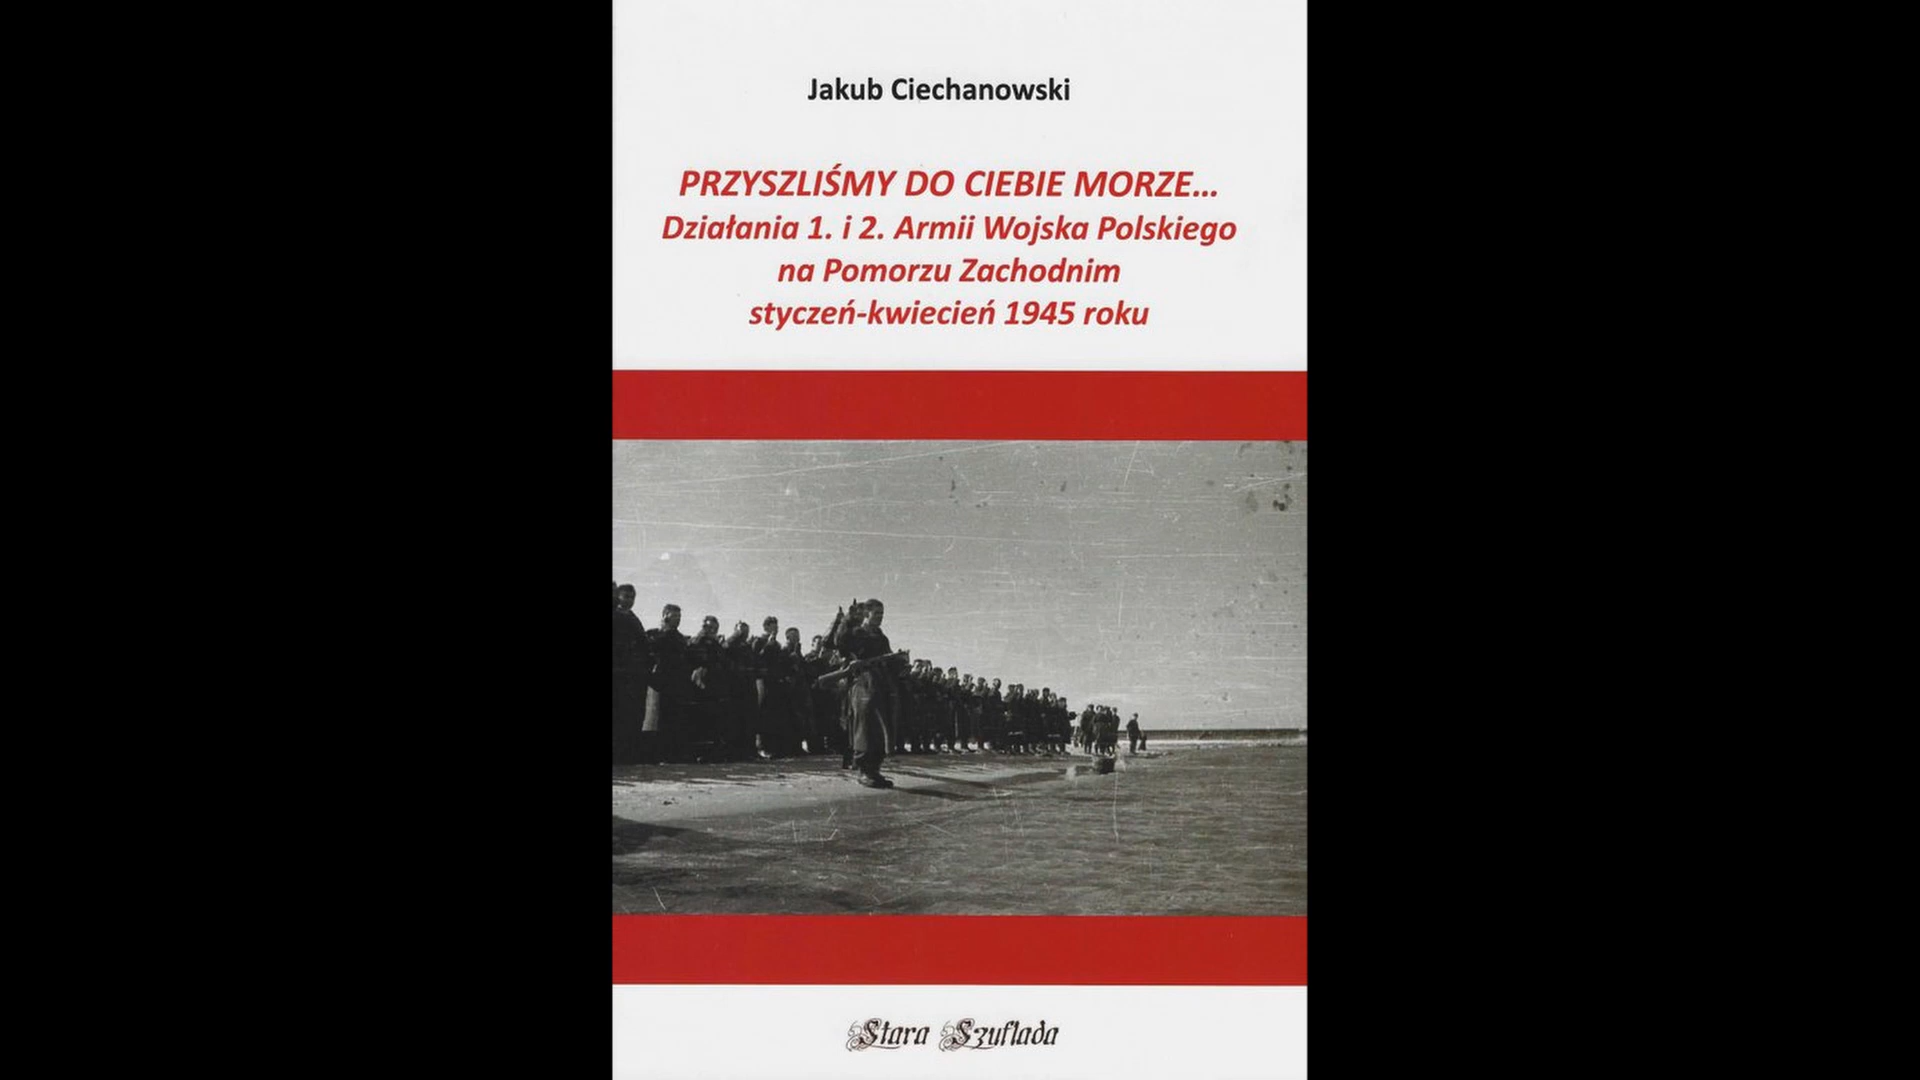 Jakub Ciechanowski
PRZYSZLIŚMY DO CIEBIE MORZE...
Działania 1. i 2. Armii Wojska Polskiego
na Pomorzu Zachodnim
styczeń-kwiecień 1945 roku
Stara Szuflada